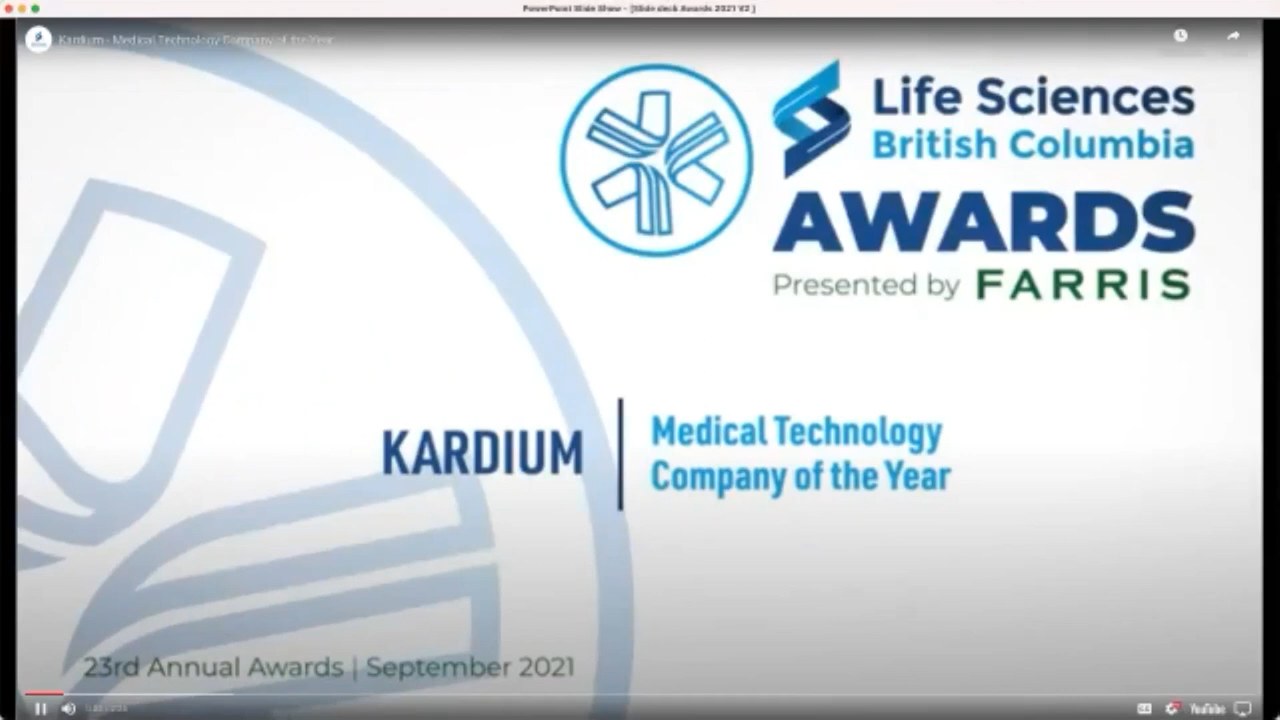 PowerPoint Slide Show - [Slide deck Awards 2021 V2]
Kardium - Medical Technology Company of the Year
Life Sciences
British Columbia
AWARDS
Presented by FARRIS
KARDIUM
Medical Technology
Company of the Year
23rd Annual Awards | September 2021
YouTube